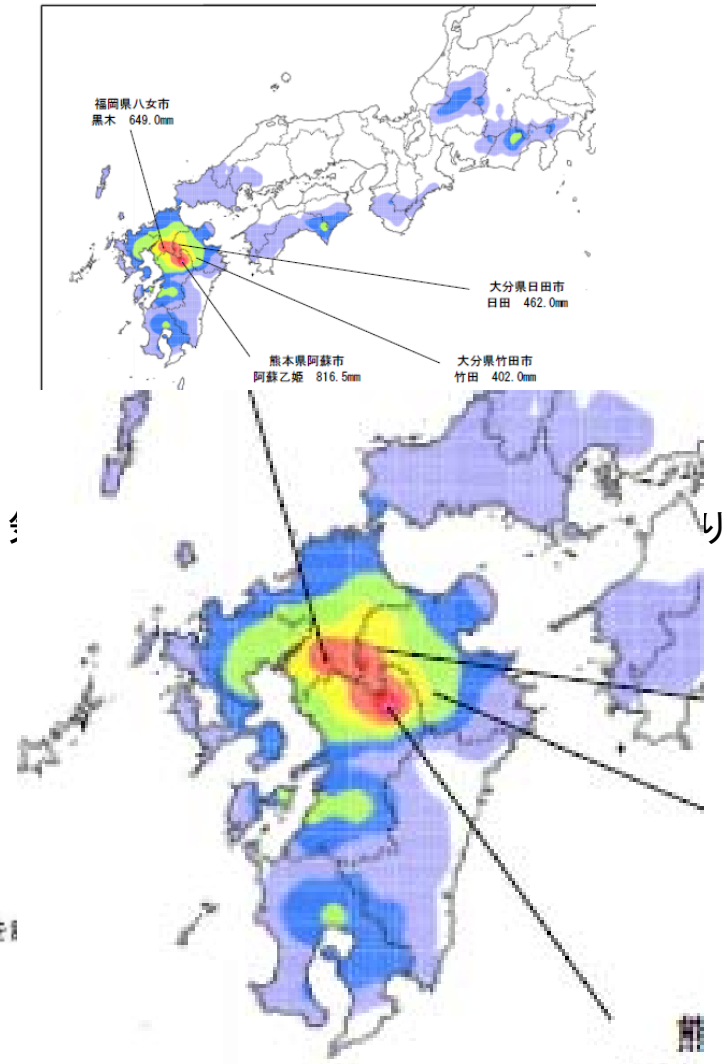 福岡県八女市
黒木 649.0mm
大分県日田市
日田 462.0mm
熊本県阿蘇市
阿蘇乙姫 816.5mm
大分県竹田市
竹田 402.0mm
り
熊